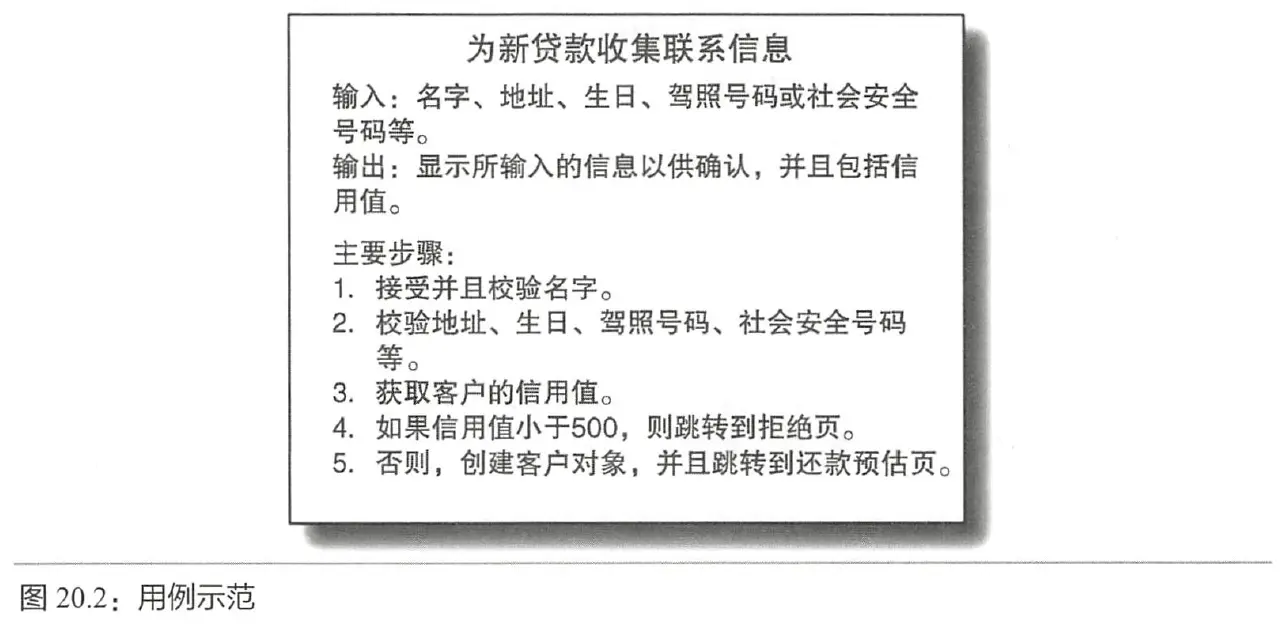 为新贷款收集联系信息
输入：名字、地址、生日、驾照号码或社会安全
号码等。
输出：显示所输入的信息以供确认，并且包括信
用值。
主要步骤：
1. 接受并且校验名字。
2. 校验地址、生日、驾照号码、社会安全号码
等。
3. 获取客户的信用值。
4. 如果信用值小于500，则跳转到拒绝页。
5. 否则，创建客户对象，并且跳转到还款预估页。
图 20.2：用例示范